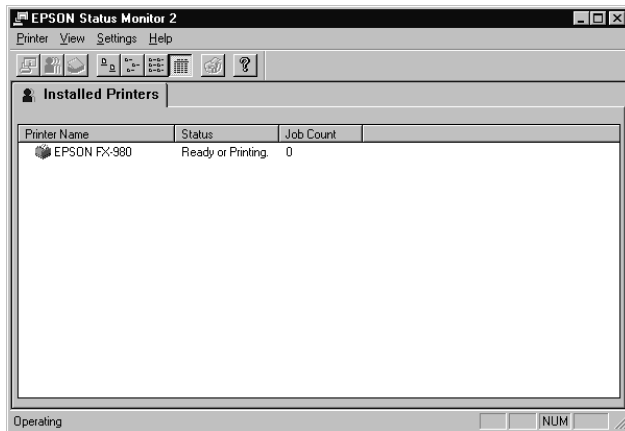 EPSON Status Monitor 2
Printer View Settings Help
Installed Printers
Printer Name Status Job Count
EPSON FX-980 Ready or Printing. 0
Operating NUM